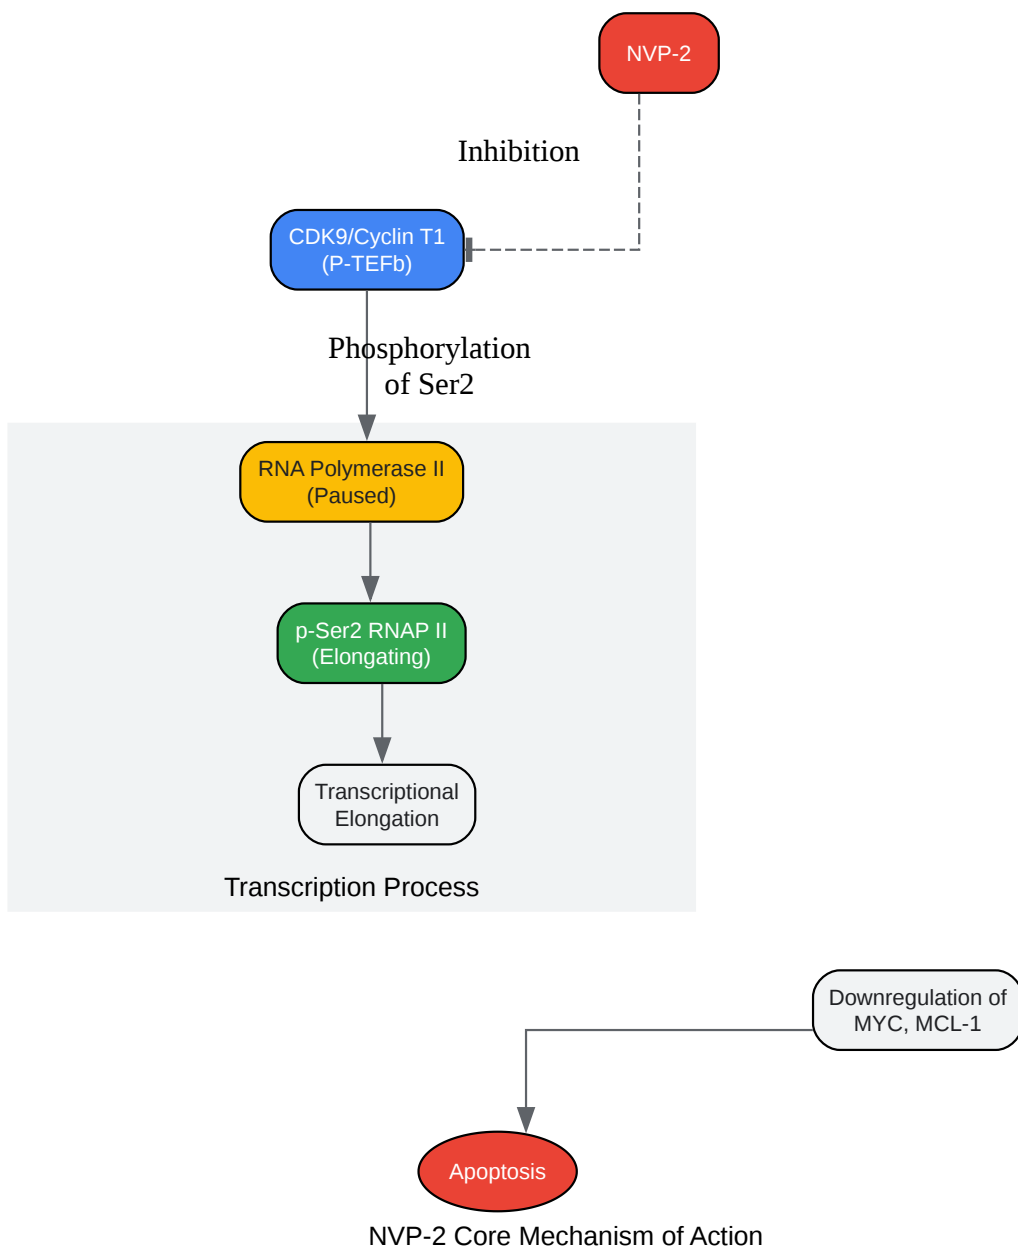 NVP-2
Inhibition
CDK9/Cyclin T1
(P-TEFb)
Phosphorylation
of Ser2
RNA Polymerase II
(Paused)
p-Ser2 RNAP II
(Elongating)
Transcriptional
Elongation
Transcription Process
Downregulation of
MYC, MCL-1
Apoptosis
NVP-2 Core Mechanism of Action